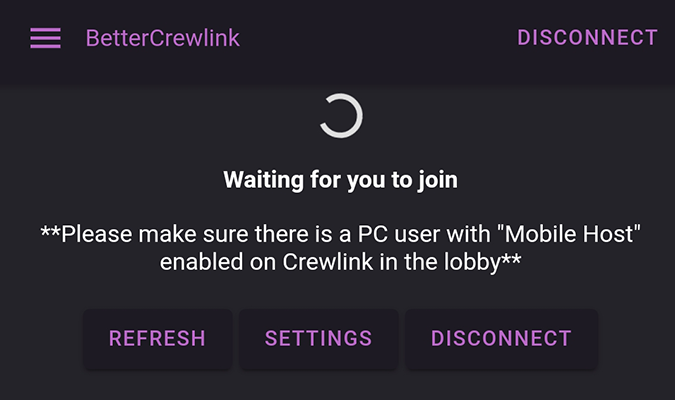 BetterCrewlink
DISCONNECT
Waiting for you to join
**Please make sure there is a PC user with "Mobile Host"
enabled on Crewlink in the lobby**
REFRESH
SETTINGS
DISCONNECT